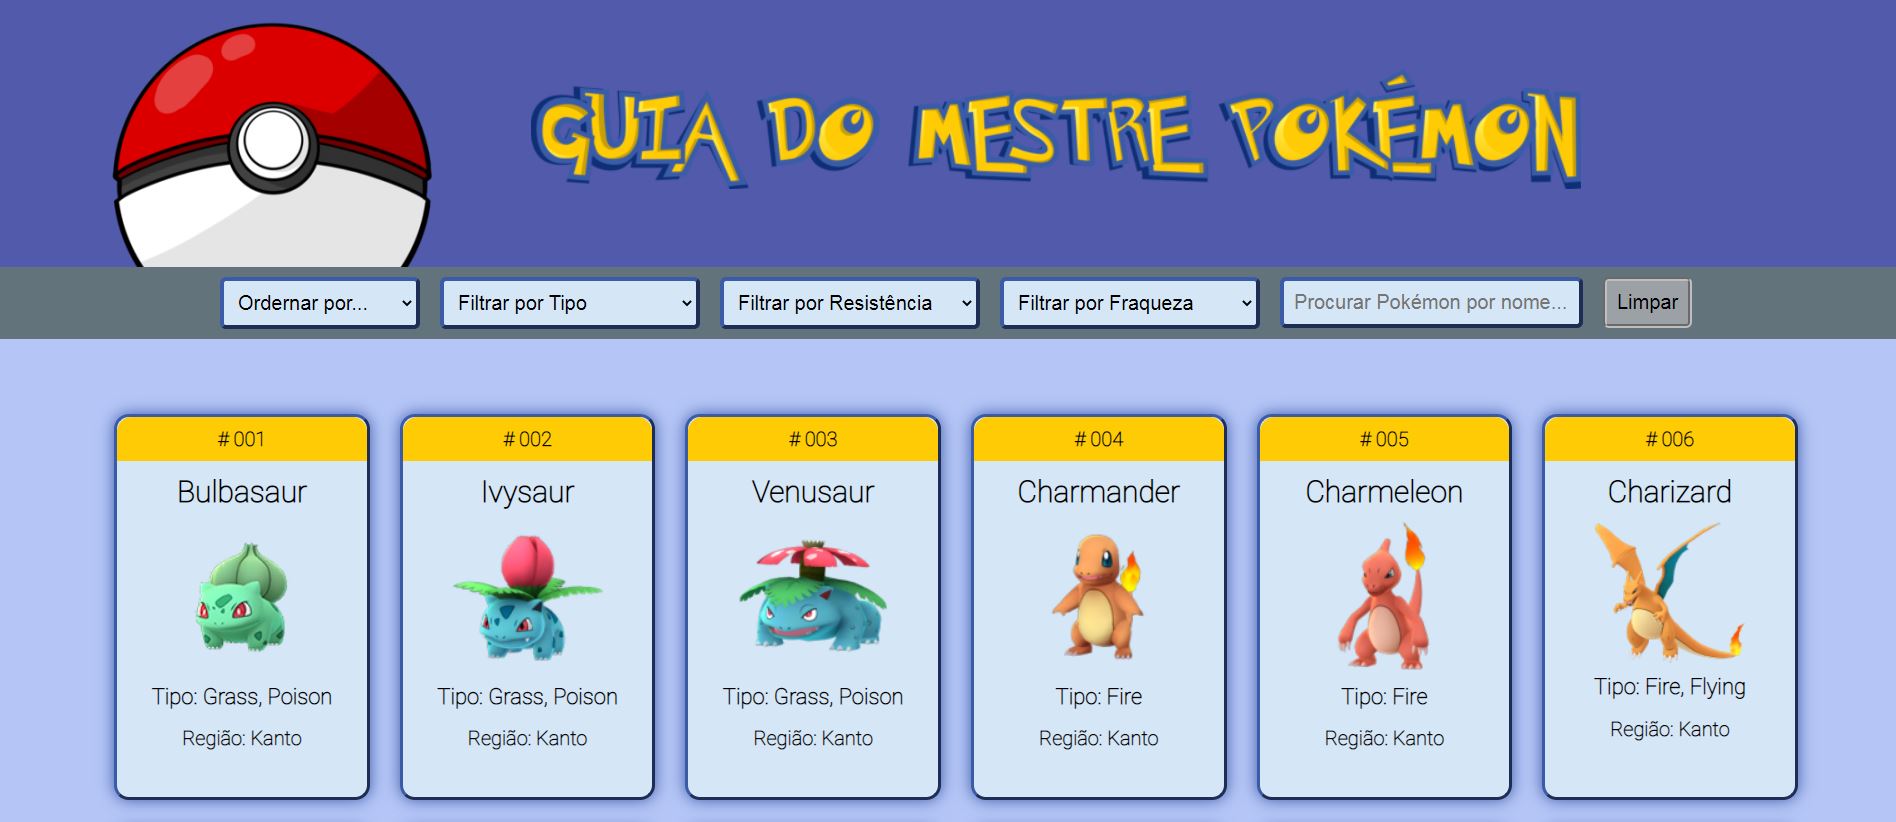 GUIA DO MESTRE POKÉMON
Ordernar por... Filtrar por Tipo Filtrar por Resistência Filtrar por Fraqueza Procurar Pokémon por nome... Limpar
# 001
Bulbasaur
Tipo: Grass, Poison
Região: Kanto
# 002
Ivysaur
Tipo: Grass, Poison
Região: Kanto
# 003
Venusaur
Tipo: Grass, Poison
Região: Kanto
# 004
Charmander
Tipo: Fire
Região: Kanto
# 005
Charmeleon
Tipo: Fire
Região: Kanto
# 006
Charizard
Tipo: Fire, Flying
Região: Kanto